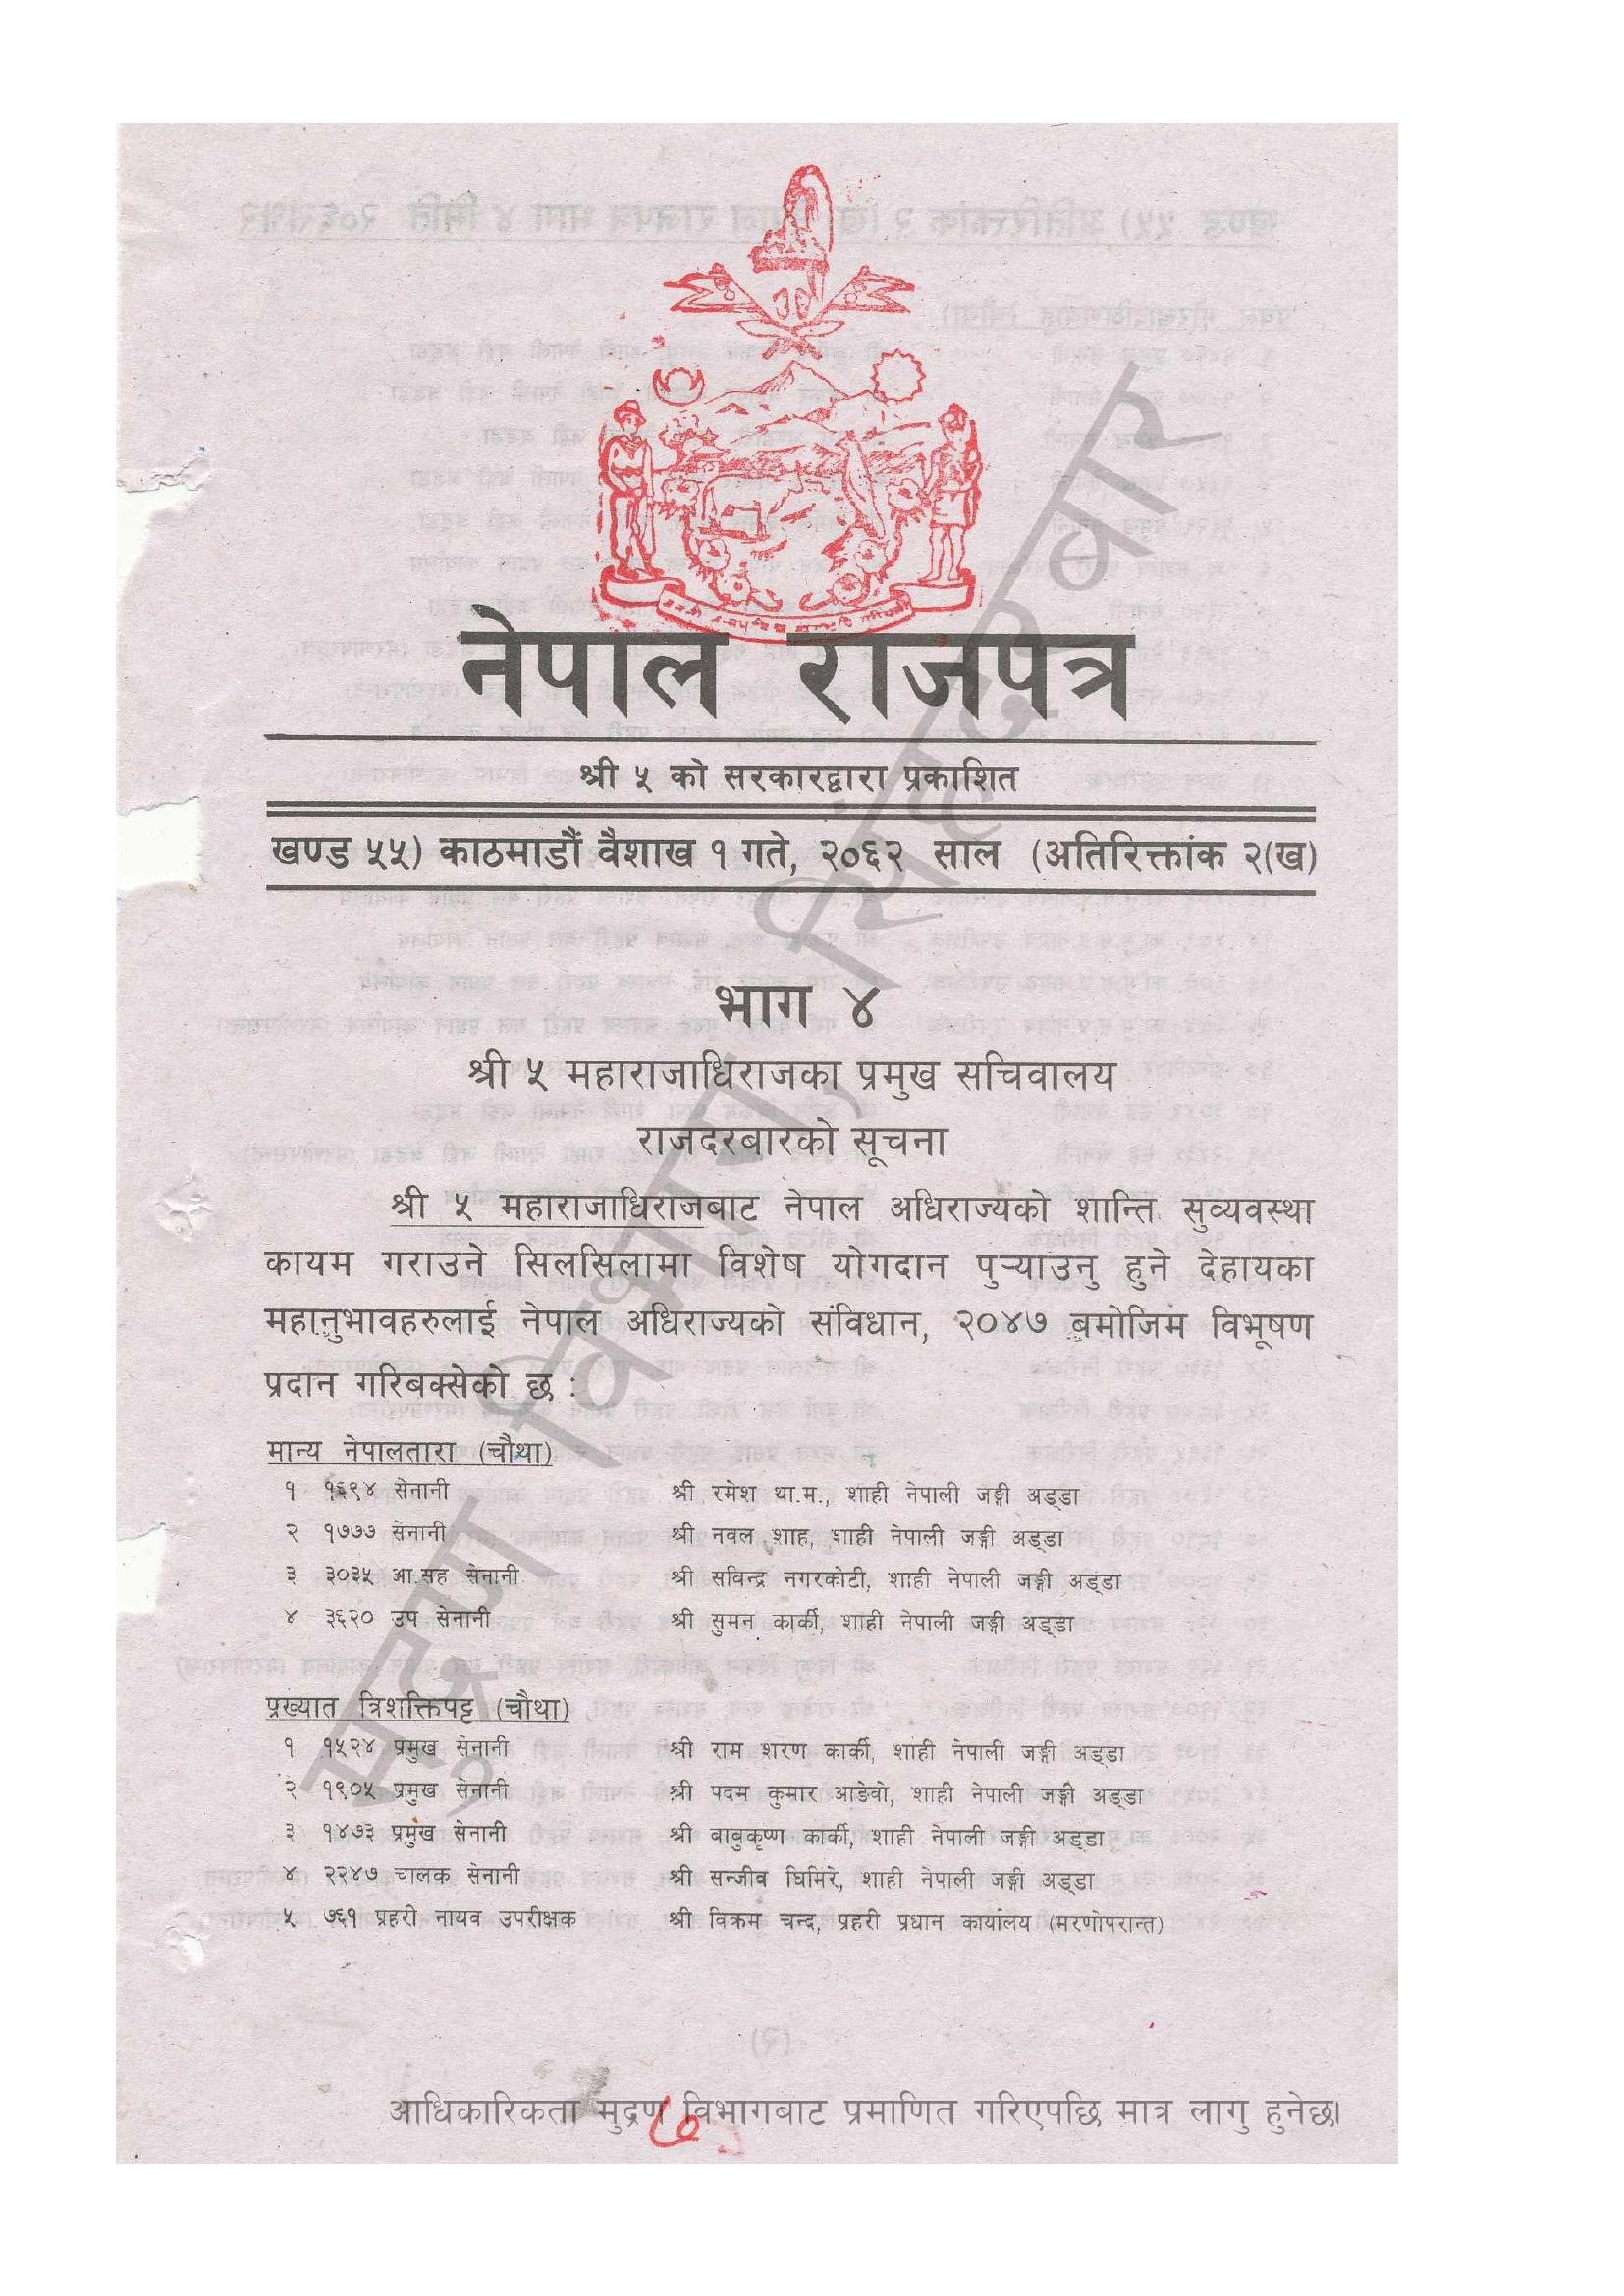 नेपाल राजपत्र
श्री ५ को सरकारद्वारा प्रकाशित
खण्ड ५५) काठमाडौं वैशाख १ गते, २०६२ साल (अतिरिक्तांक २(ख)
भाग ४
श्री ५ महाराजाधिराजका प्रमुख सचिवालय
राजदरबारको सूचना
श्री ५ महाराजाधिराजबाट नेपाल अधिराज्यको शान्ति सुव्यवस्था
कायम गराउने सिलसिलामा विशेष योगदान पुऱ्याउनु हुने देहायका
महानुभावहरुलाई नेपाल अधिराज्यको संविधान, २०४७ बमोजिम विभूषण
प्रदान गरिबक्सेको छ :
मान्य नेपालतारा (चौथा)
१ १६९४ सेनानी श्री रमेश था.म., शाही नेपाली जङ्गी अड्डा
२ १७७७ सेनानी श्री नवल शाह, शाही नेपाली जङ्गी अड्डा
३ ३०३५ आ.सह सेनानी श्री सविन्द्र नगरकोटी, शाही नेपाली जङ्गी अड्डा
४ ३६२० उप सेनानी श्री सुमन कार्की, शाही नेपाली जङ्गी अड्डा
प्रख्यात त्रिशक्तिपट्ट (चौथा)
१ १५२४ प्रमुख सेनानी श्री राम शरण कार्की, शाही नेपाली जङ्गी अड्डा
२ १९०५ प्रमुख सेनानी श्री पदम कुमार आङेवो, शाही नेपाली जङ्गी अड्डा
३ १४७३ प्रमुख सेनानी श्री बाबुकृष्ण कार्की, शाही नेपाली जङ्गी अड्डा
४ २२४७ चालक सेनानी श्री सन्जीव घिमिरे, शाही नेपाली जङ्गी अड्डा
५ ७६१ प्रहरी नायव उपरीक्षक श्री विक्रम चन्द, प्रहरी प्रधान कार्यालय (मरणोपरान्त)
मुद्रण विभाग, सिंहदरवार
आधिकारिकता मुद्रण विभागबाट प्रमाणित गरिएपछि मात्र लागु हुनेछ।